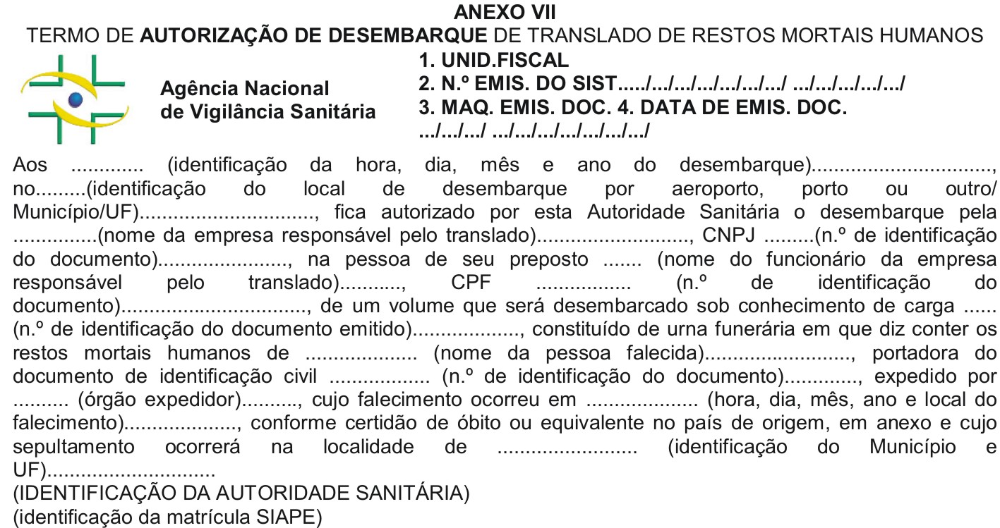 ANEXO VII
TERMO DE AUTORIZAÇÃO DE DESEMBARQUE DE TRANSLADO DE RESTOS MORTAIS HUMANOS
Agência Nacional
de Vigilância Sanitária
1. UNID.FISCAL
2. N.º EMIS. DO SIST...../.../.../.../.../.../.../ .../.../.../.../.../
3. MAQ. EMIS. DOC. 4. DATA DE EMIS. DOC.
.../.../.../ .../.../.../.../.../.../.../
Aos ............. (identificação da hora, dia, mês e ano do desembarque)................................,
no.........(identificação do local de desembarque por aeroporto, porto ou outro/
Município/UF)..............................., fica autorizado por esta Autoridade Sanitária o desembarque pela
...............(nome da empresa responsável pelo translado)..........................., CNPJ .........(n.º de identificação
do documento)......................., na pessoa de seu preposto ....... (nome do funcionário da empresa
responsável pelo translado)..........., CPF ................. (n.º de identificação do
documento)................................., de um volume que será desembarcado sob conhecimento de carga ......
(n.º de identificação do documento emitido)..................., constituído de urna funerária em que diz conter os
restos mortais humanos de .................... (nome da pessoa falecida).........................., portadora do
documento de identificação civil .................. (n.º de identificação do documento)............., expedido por
.......... (órgão expedidor).........., cujo falecimento ocorreu em .................... (hora, dia, mês, ano e local do
falecimento)...................., conforme certidão de óbito ou equivalente no país de origem, em anexo e cujo
sepultamento ocorrerá na localidade de ......................... (identificação do Município e
UF)..............................
(IDENTIFICAÇÃO DA AUTORIDADE SANITÁRIA)
(identificação da matrícula SIAPE)